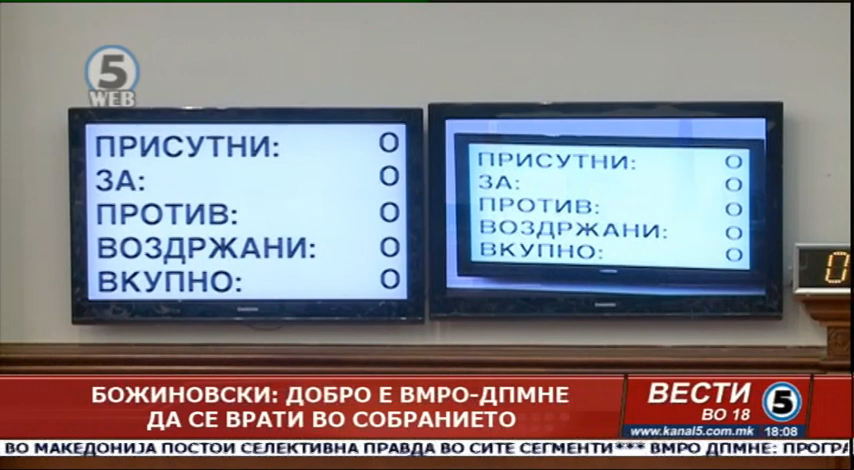 5
WEB
ПРИСУТНИ: 0
ЗА: 0
ПРОТИВ: 0
ВОЗДРЖАНИ: 0
ВКУПНО: 0
ПРИСУТНИ: 0
ЗА: 0
ПРОТИВ: 0
ВОЗДРЖАНИ: 0
ВКУПНО: 0
0
БОЖИНОВСКИ: ДОБРО Е ВМРО-ДПМНЕ
ДА СЕ ВРАТИ ВО СОБРАНИЕТО
ВЕСТИ
ВО 18
5
www.kanal5.com.mk 18:08
ВО МАКЕДОНИЈА ПОСТОИ СЕЛЕКТИВНА ПРАВДА ВО СИТЕ СЕГМЕНТИ*** ВМРО ДПМНЕ: ПРОГРА